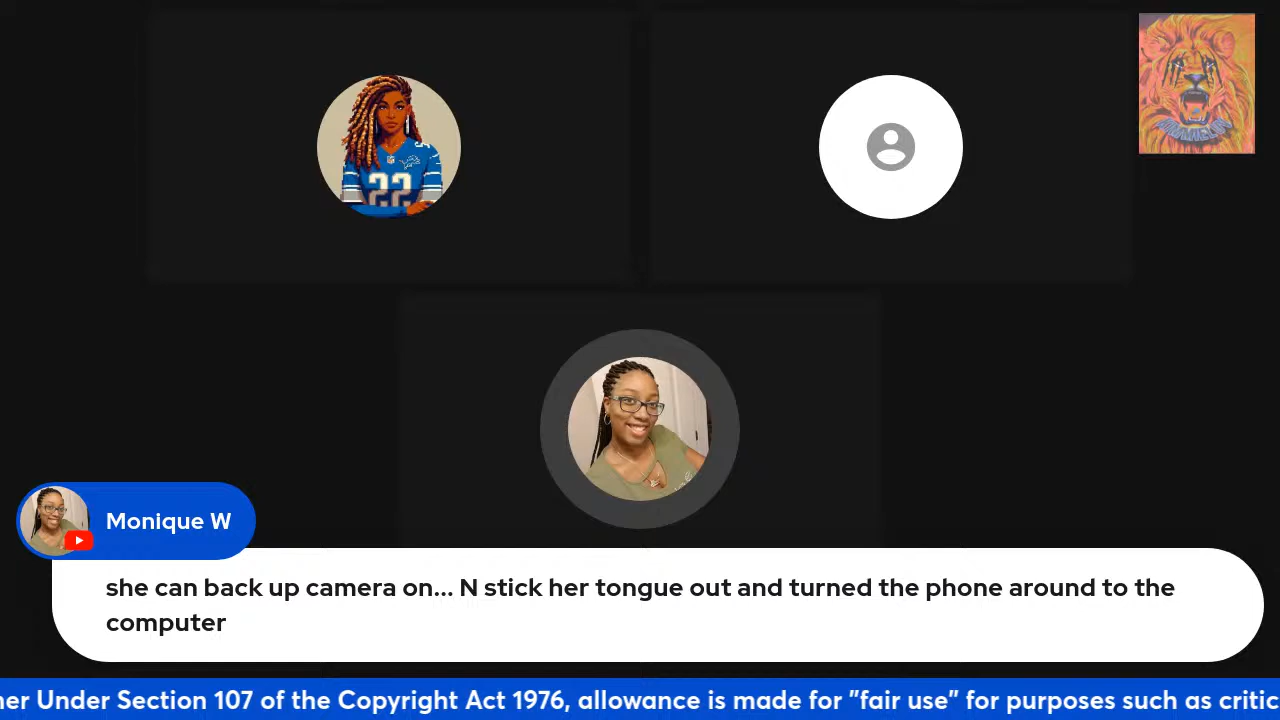 22
Monique W
she can back up camera on... N stick her tongue out and turned the phone around to the
computer
ner Under Section 107 of the Copyright Act 1976, allowance is made for "fair use" for purposes such as critic